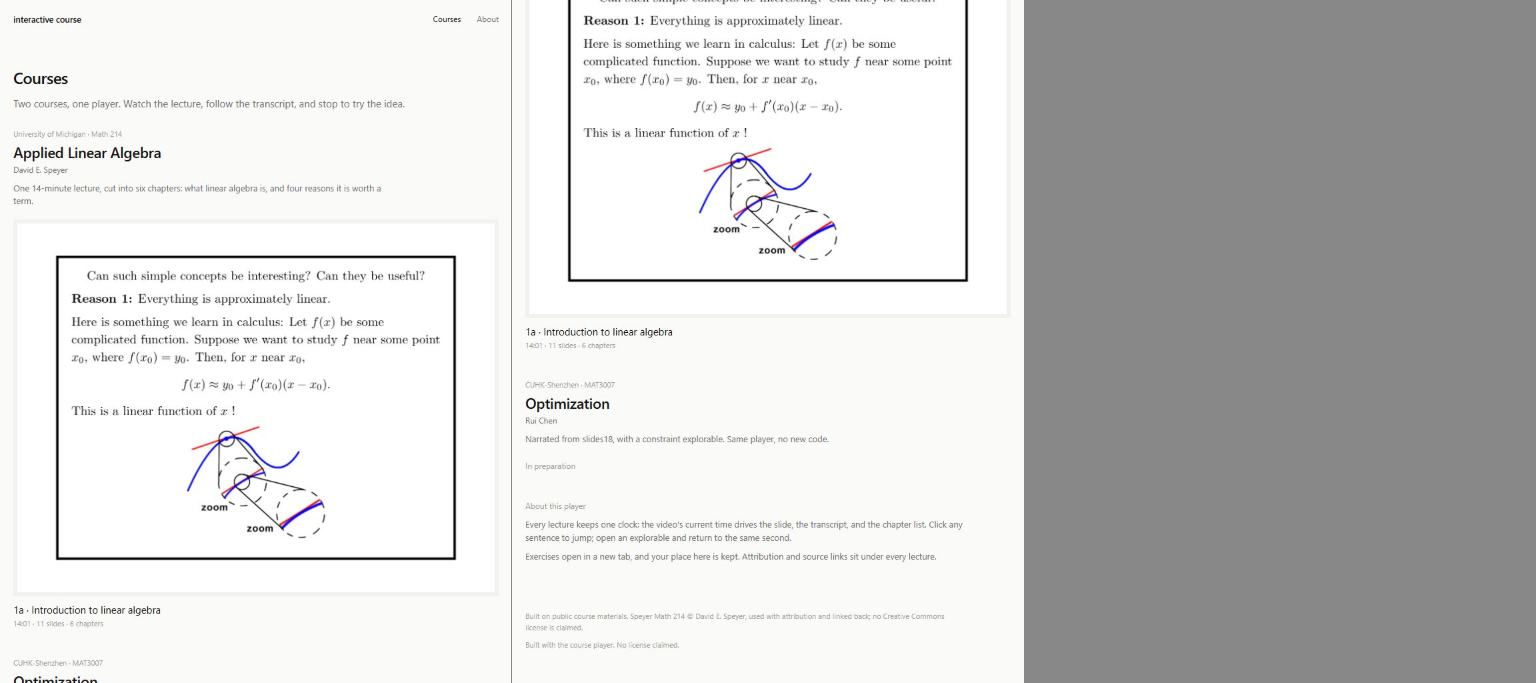 interactive course
Courses
About
Courses
Two courses, one player. Watch the lecture, follow the transcript, and stop to try the idea.
University of Michigan · Math 214
Applied Linear Algebra
David E. Speyer
One 14-minute lecture, cut into six chapters: what linear algebra is, and four reasons it is worth a
term.
Can such simple concepts be interesting? Can they be useful?
Reason 1: Everything is approximately linear.
Here is something we learn in calculus: Let f(x) be some
complicated function. Suppose we want to study f near some point
x₀, where f(x₀) = y₀. Then, for x near x₀,
f(x) ≈ y₀ + f′(x₀)(x − x₀).
This is a linear function of x !
zoom
zoom
1a · Introduction to linear algebra
14:01 · 11 slides · 6 chapters
CUHK-Shenzhen · MAT3007
Optimization
Can such simple concepts be interesting? Can they be useful?
Reason 1: Everything is approximately linear.
Here is something we learn in calculus: Let f(x) be some
complicated function. Suppose we want to study f near some point
x₀, where f(x₀) = y₀. Then, for x near x₀,
f(x) ≈ y₀ + f′(x₀)(x − x₀).
This is a linear function of x !
zoom
zoom
1a · Introduction to linear algebra
14:01 · 11 slides · 6 chapters
CUHK-Shenzhen · MAT3007
Optimization
Rui Chen
Narrated from slides18, with a constraint explorable. Same player, no new code.
In preparation
About this player
Every lecture keeps one clock: the video's current time drives the slide, the transcript, and the chapter list. Click any
sentence to jump; open an explorable and return to the same second.
Exercises open in a new tab, and your place here is kept. Attribution and source links sit under every lecture.
Built on public course materials. Speyer Math 214 © David E. Speyer, used with attribution and linked back; no Creative Commons
license is claimed.
Built with the course player. No license claimed.